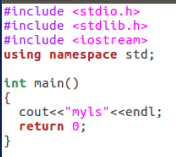 #include <stdio.h>
#include <stdlib.h>
#include <iostream>
using namespace std;
int main()
{
cout<<"myls"<<endl;
return 0;
}